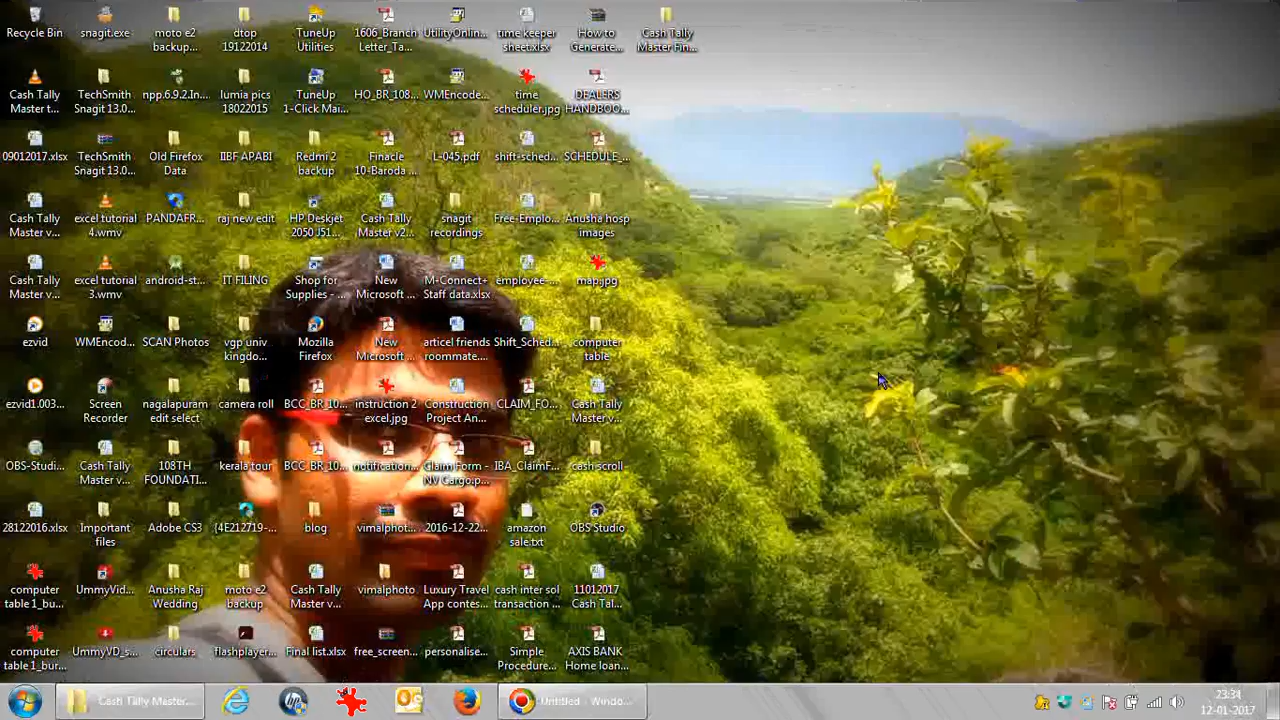 Recycle Bin
snagit.exe
moto e2
backup...
dtop
19122014
TuneUp
Utilities
1606_Branch
Letter_Ta...
UtilityOnlin...
time keeper
sheet.xlsx
How to
Generate...
Cash Tally
Master Fin...
Cash Tally
Master t...
TechSmith
Snagit 13.0...
npp.6.9.2.In...
lumia pics
18022015
TuneUp
1-Click Mai...
HO_BR_108...
WMEncode...
time
scheduler.jpg
DEALERS
HANDBOO...
09012017.xlsx
TechSmith
Snagit 13.0...
Old Firefox
Data
IIBF APABI
Redmi 2
backup
Finacle
10-Baroda ...
L-045.pdf
shift-sched...
SCHEDULE_...
Cash Tally
Master v...
excel tutorial
4.wmv
PANDAFR...
raj new edit
HP Deskjet
2050 J51...
Cash Tally
Master v2...
snagit
recordings
Free-Emplo...
Anusha hosp
images
Cash Tally
Master v...
excel tutorial
3.wmv
android-st...
IT FILING
Shop for
Supplies - ...
New
Microsoft ...
M-Connect+
Staff data.xlsx
employee-...
map.jpg
ezvid
WMEncod...
SCAN Photos
vgp univ
kingdo...
Mozilla
Firefox
New
Microsoft ...
articel friends
roommate....
Shift_Sched...
computer
table
ezvid1.003...
Screen
Recorder
nagalapuram
edit select
camera roll
BCC_BR_10...
instruction 2
excel.jpg
Construction
Project An...
CLAIM_FO...
Cash Tally
Master v...
OBS-Studi...
Cash Tally
Master v...
108TH
FOUNDATI...
kerala tour
BCC_BR_10...
notification...
Claim Form -
NV Cargo.p...
IBA_ClaimF...
cash scroll
28122016.xlsx
Important
files
Adobe CS3
{4E212719-...
blog
vimalphot...
2016-12-22...
amazon
sale.txt
OBS Studio
computer
table 1_bu...
UmmyVid...
Anusha Raj
Wedding
moto e2
backup
Cash Tally
Master v...
vimalphoto
Luxury Travel
App contes...
cash inter sol
transaction ...
11012017
Cash Tal...
computer
table 1_bu...
UmmyVD_s...
circulars
flashplayer...
Final list.xlsx
free_screen...
personalise...
Simple
Procedure...
AXIS BANK
Home loan...
Cash Tally Master...
Untitled - Windo...
23:34
12-01-2017